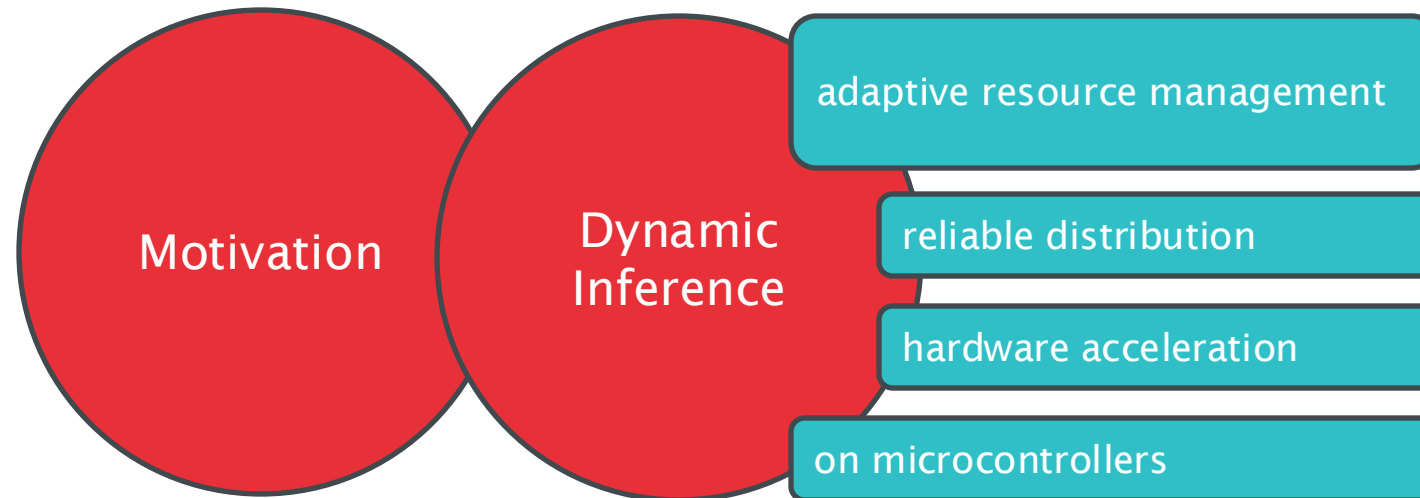 Motivation
Dynamic
Inference
adaptive resource management
reliable distribution
hardware acceleration
on microcontrollers